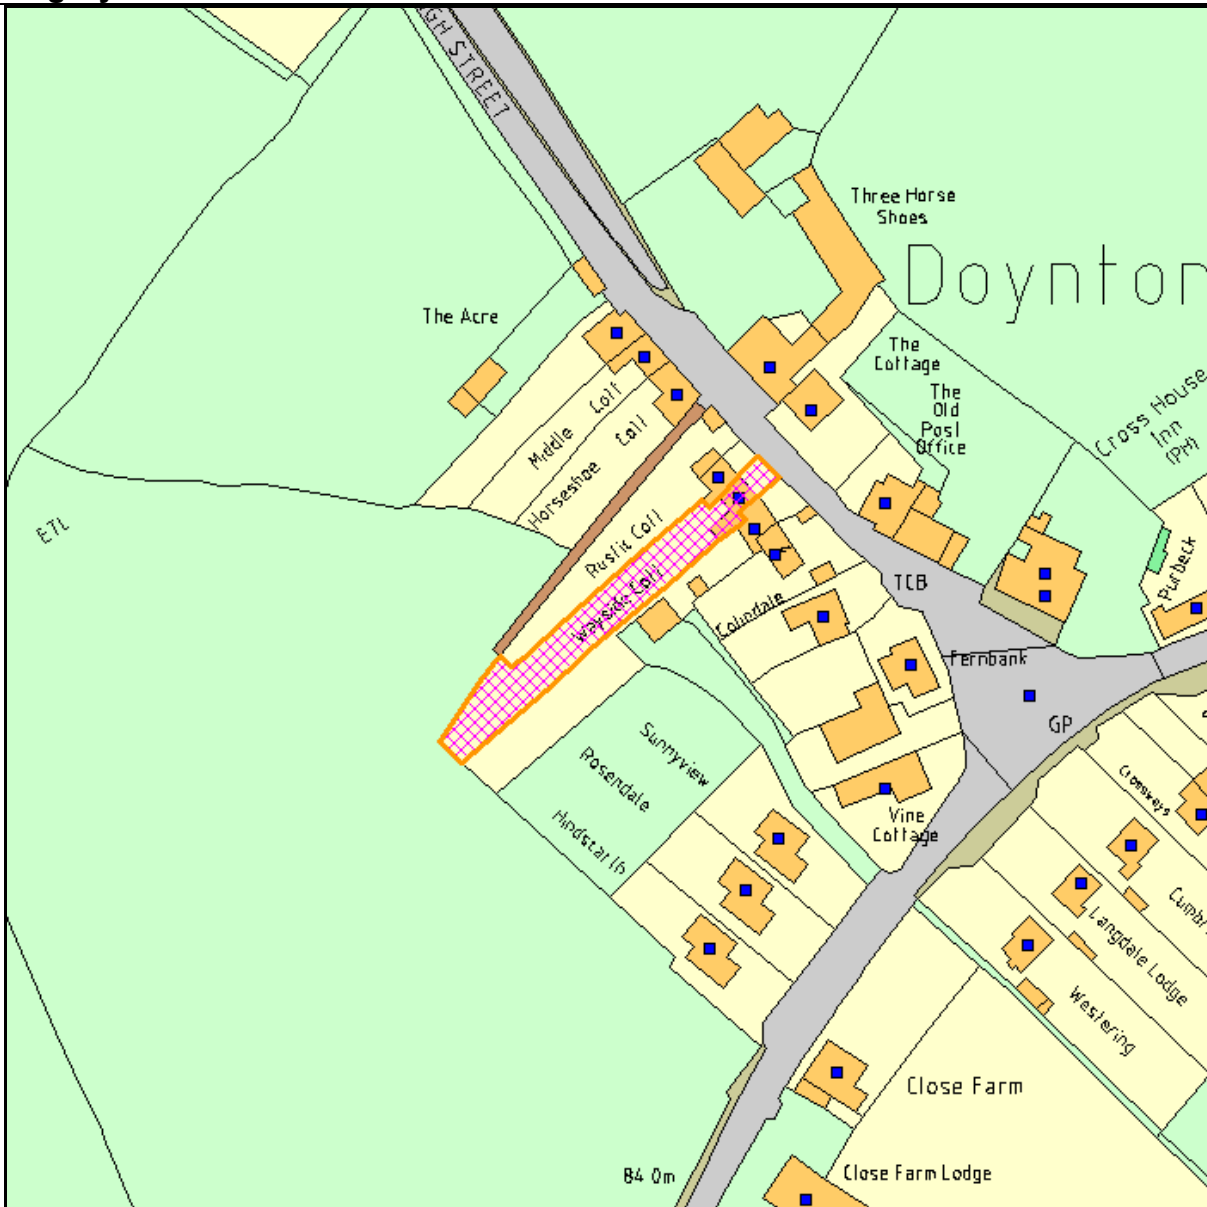 GH STREET
Three Horse
Shoes
Doynton
The Acre
The
Cottage
The
Old
Post
Office
Cross House
Inn
(PH)
Middle Cott
Horseshoe Cott
ETL
Rustic Cott
Wayside Cott
TCB
Purbeck
Colindale
Fernbank
GP
Sunnyview
Rosendale
Crossways
Vine
Cottage
Langdale Lodge
Westering
Close Farm
84 0m
Close Farm Lodge